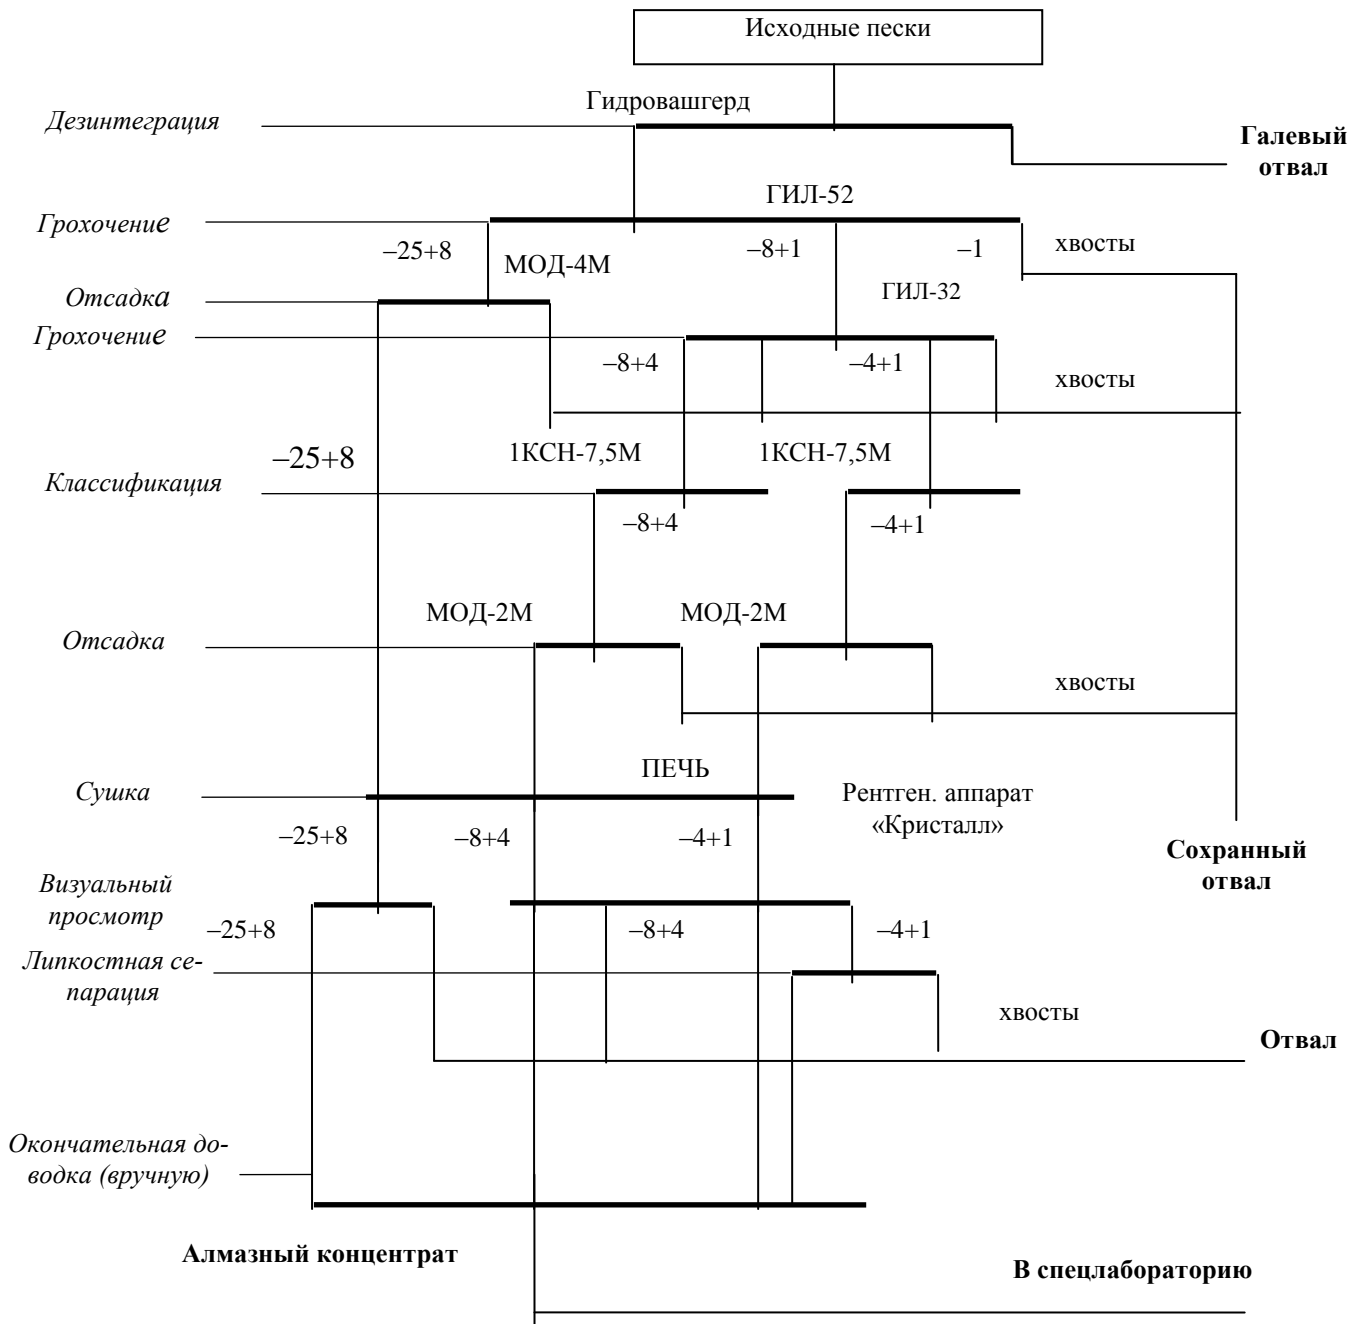 Исходные пески
Гидровашгерд
Дезинтеграция
Галевый
отвал
ГИЛ-52
Грохочение
–25+8
–8+1
–1
хвосты
МОД-4М
ГИЛ-32
Отсадка
Грохочение
–8+4
–4+1
хвосты
–25+8
1КСН-7,5М
1КСН-7,5М
Классификация
–8+4
–4+1
МОД-2М
МОД-2М
Отсадка
хвосты
ПЕЧЬ
Сушка
Рентген. аппарат
«Кристалл»
–25+8
–8+4
–4+1
Сохранный
отвал
Визуальный
просмотр
–25+8
–8+4
–4+1
Липкостная се-
парация
хвосты
Отвал
Окончательная до-
водка (вручную)
Алмазный концентрат
В спецлабораторию